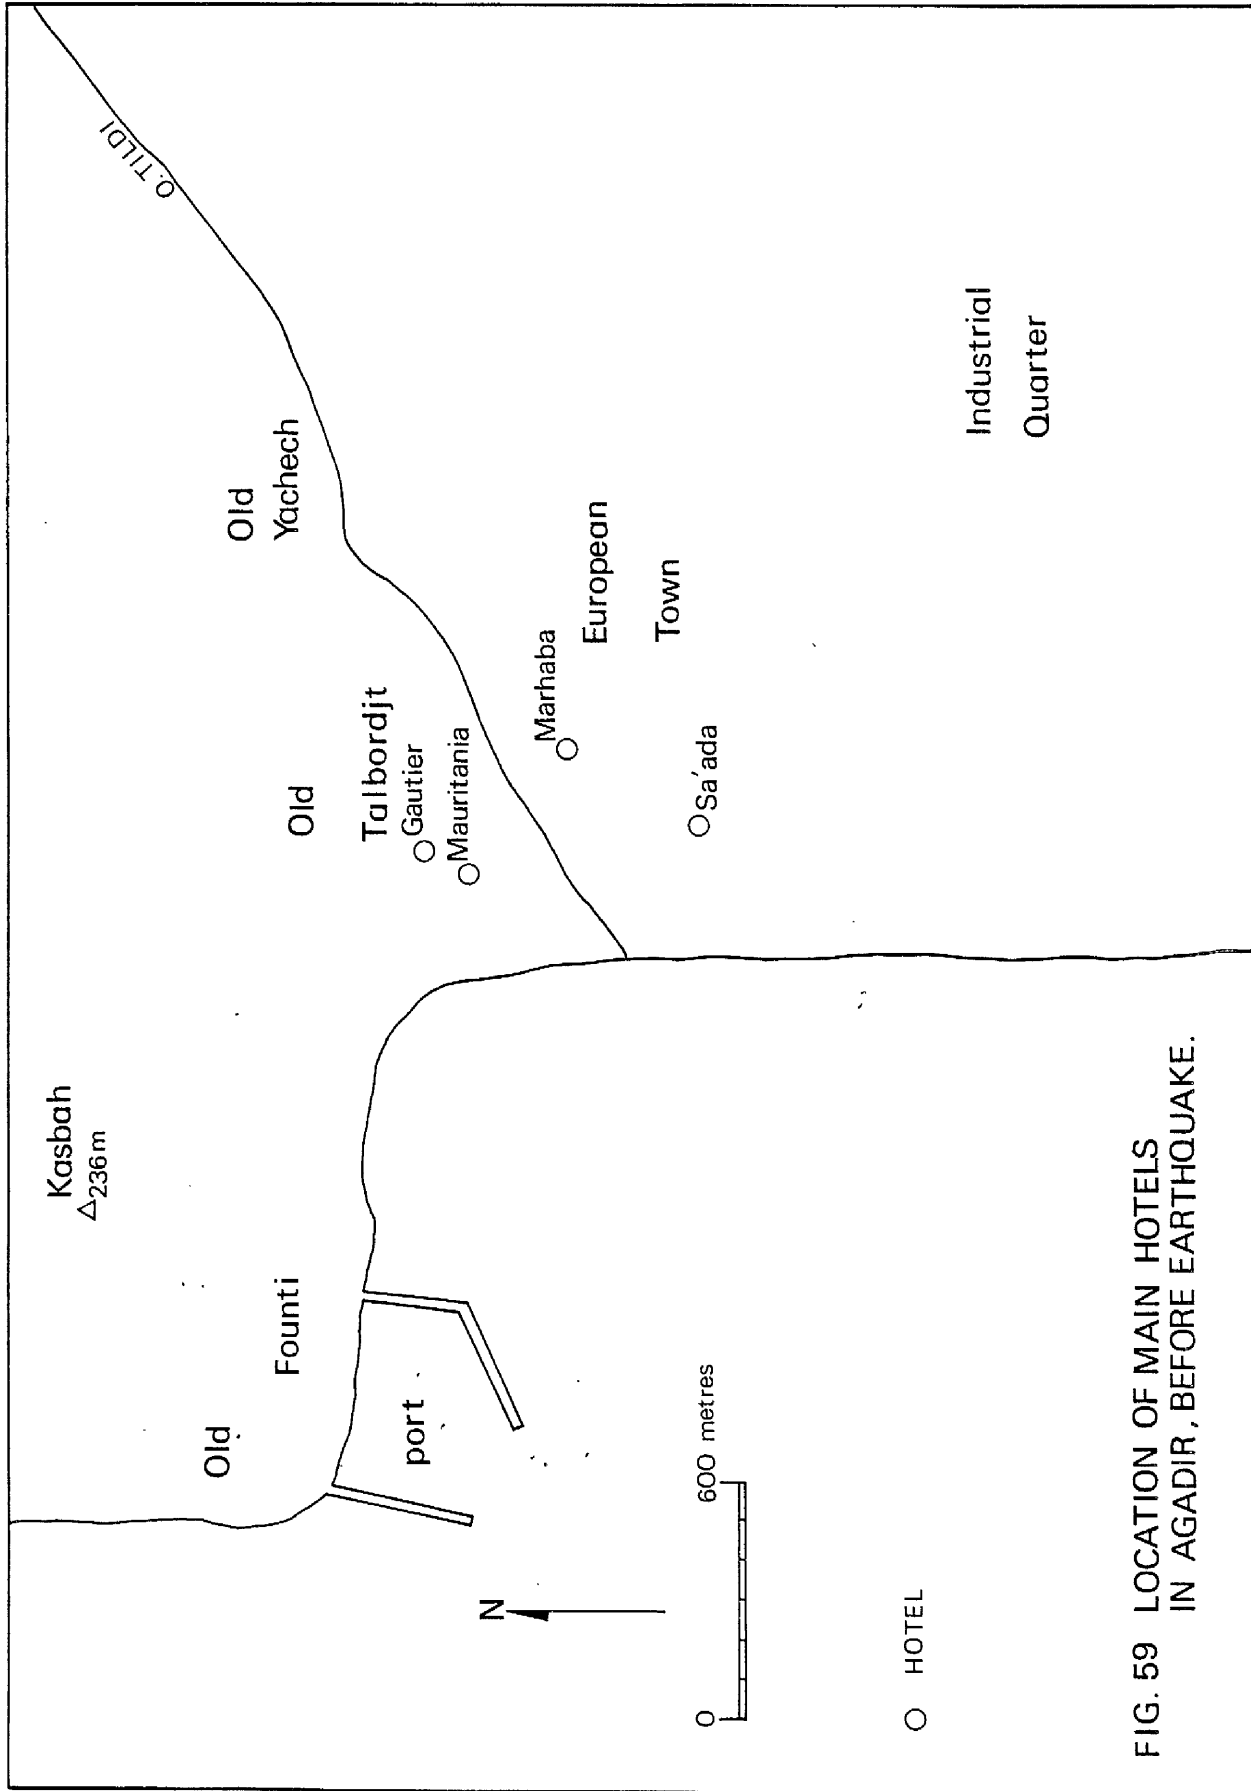 O. TILDI
Kasbah
236m
Old
Yachech
Old
Founti
Old
Talbordjt
Gautier
Mauritania
port
Marhaba
European
Town
Sa'ada
Industrial
Quarter
N
0 600 metres
HOTEL
FIG. 59 LOCATION OF MAIN HOTELS
IN AGADIR, BEFORE EARTHQUAKE.